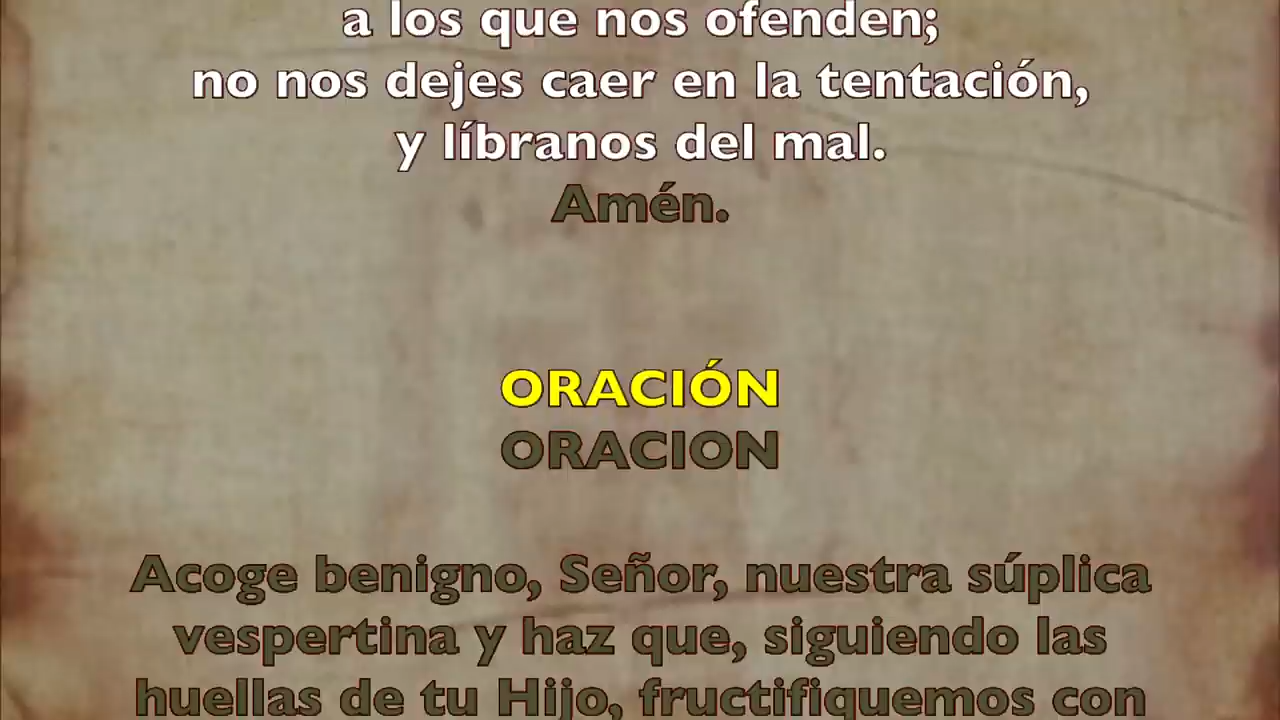 a los que nos ofenden;
no nos dejes caer en la tentación,
y líbranos del mal.
Amén.
ORACIÓN
ORACION
Acoge benigno, Señor, nuestra súplica
vespertina y haz que, siguiendo las
huellas de tu Hijo, fructifiquemos con